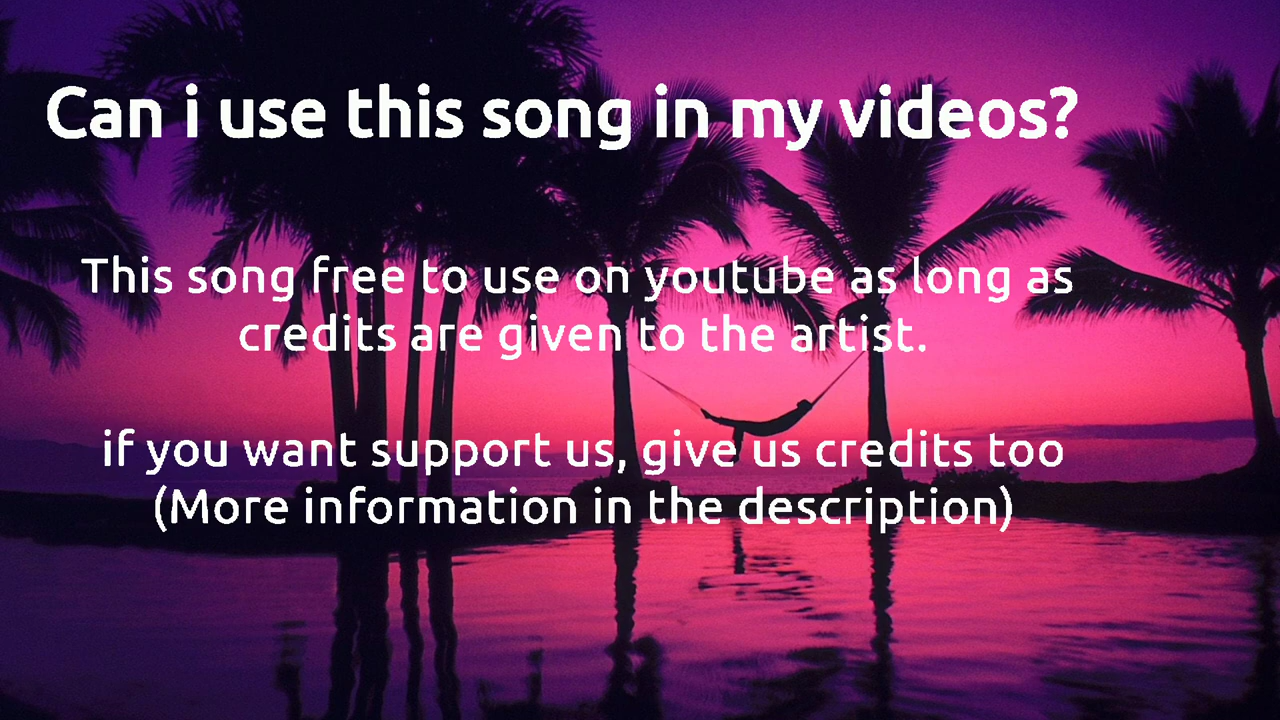 Can i use this song in my videos?
This song free to use on youtube as long as
credits are given to the artist.
if you want support us, give us credits too
(More information in the description)